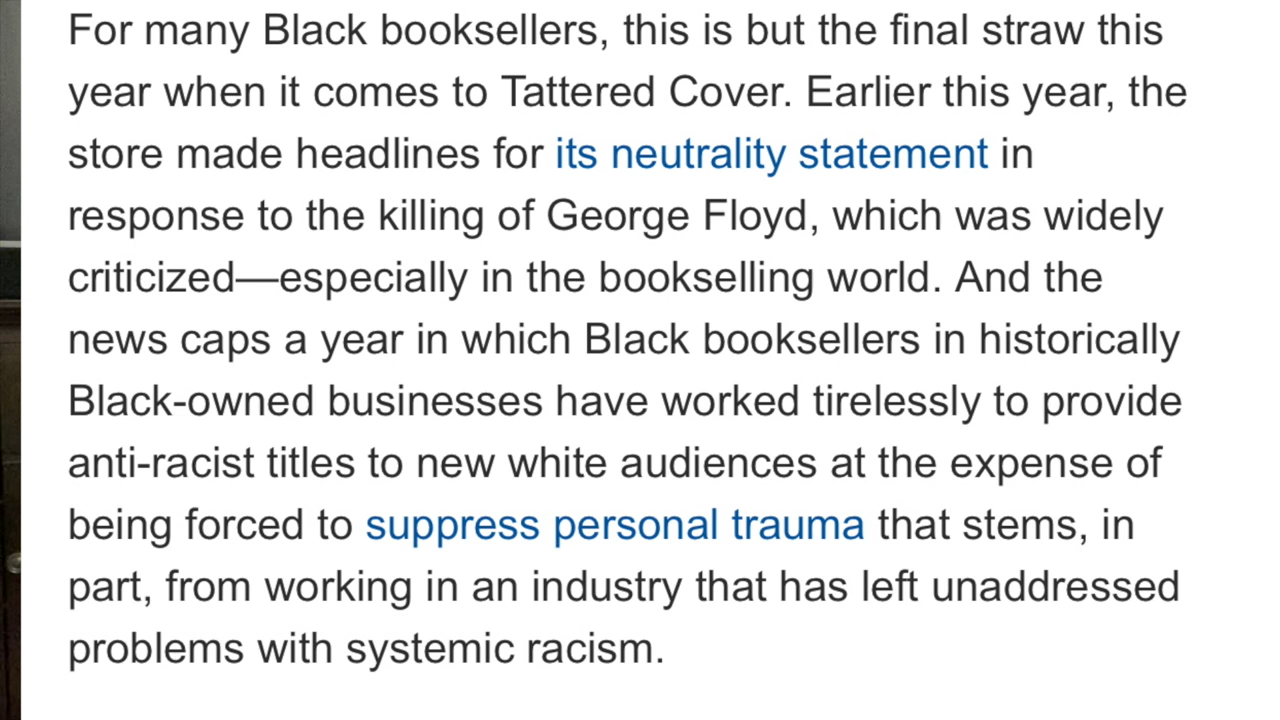 For many Black booksellers, this is but the final straw this
year when it comes to Tattered Cover. Earlier this year, the
store made headlines for its neutrality statement in
response to the killing of George Floyd, which was widely
criticized—especially in the bookselling world. And the
news caps a year in which Black booksellers in historically
Black-owned businesses have worked tirelessly to provide
anti-racist titles to new white audiences at the expense of
being forced to suppress personal trauma that stems, in
part, from working in an industry that has left unaddressed
problems with systemic racism.